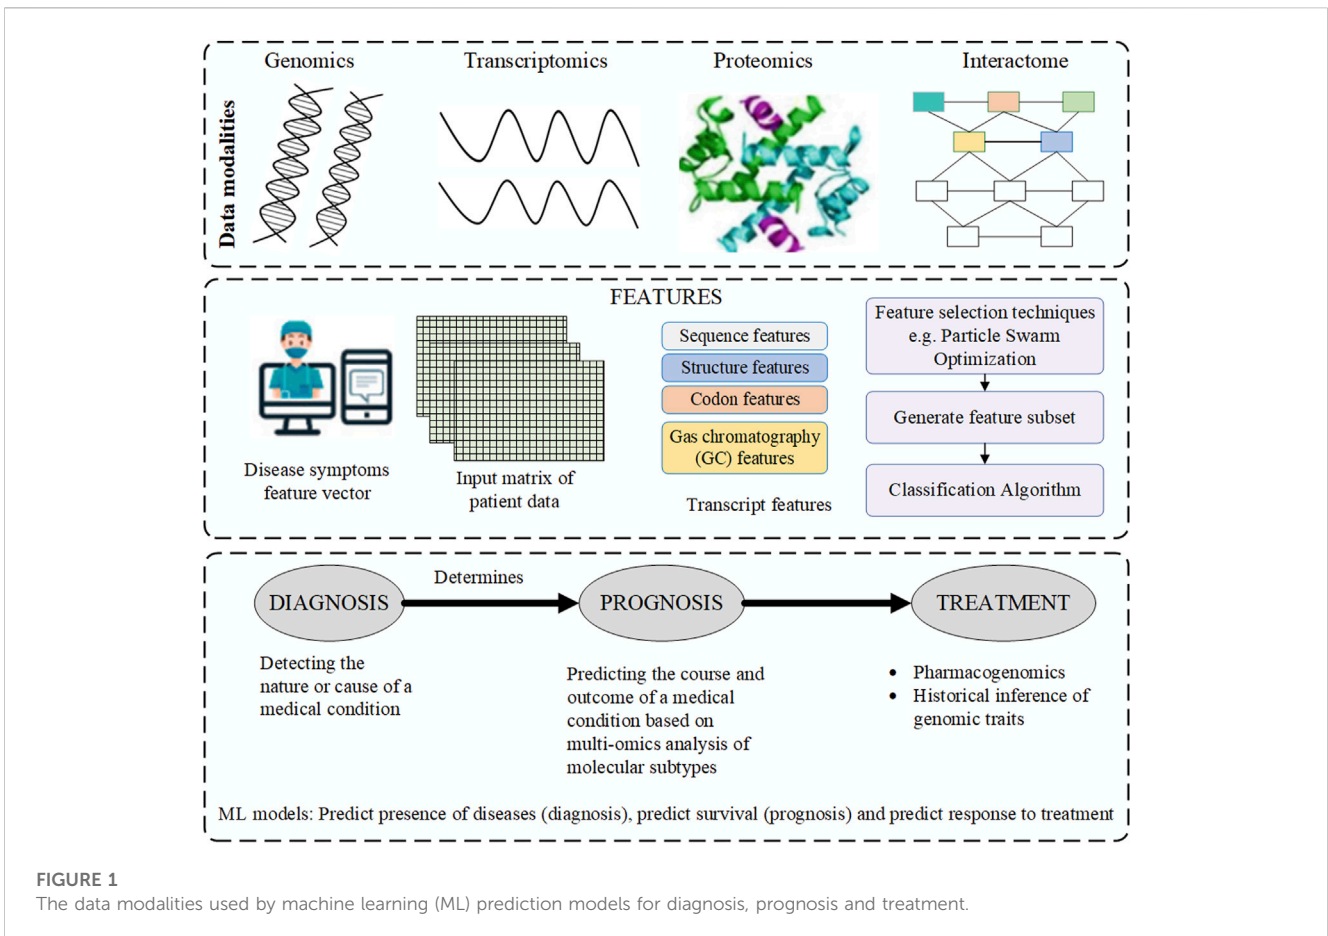 Genomics
Transcriptomics
Proteomics
Interactome
Data modalities
FEATURES
Disease symptoms
feature vector
Input matrix of
patient data
Sequence features
Structure features
Codon features
Gas chromatography
(GC) features
Transcript features
Feature selection techniques
e.g. Particle Swarm
Optimization
Generate feature subset
Classification Algorithm
DIAGNOSIS
Determines
PROGNOSIS
TREATMENT
Detecting the
nature or cause of a
medical condition
Predicting the course and
outcome of a medical
condition based on
multi-omics analysis of
molecular subtypes
• Pharmacogenomics
• Historical inference of
genomic traits
ML models: Predict presence of diseases (diagnosis), predict survival (prognosis) and predict response to treatment
FIGURE 1
The data modalities used by machine learning (ML) prediction models for diagnosis, prognosis and treatment.